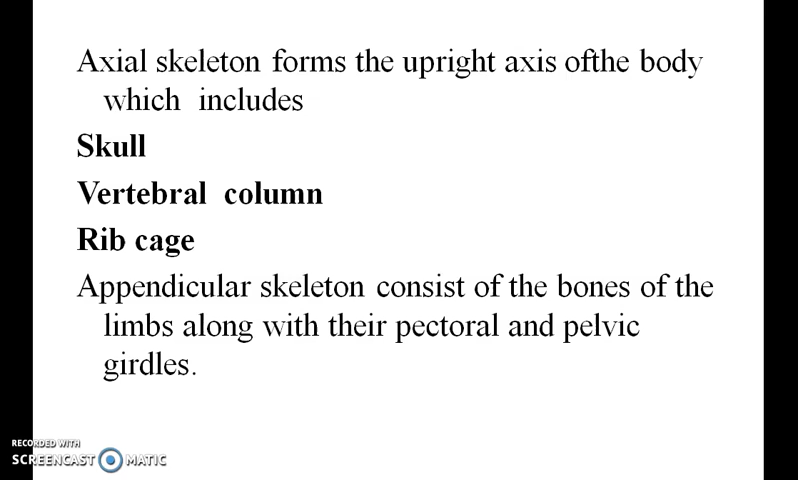 Axial skeleton forms the upright axis ofthe body
which includes
Skull
Vertebral column
Rib cage
Appendicular skeleton consist of the bones of the
limbs along with their pectoral and pelvic
girdles.
RECORDED WITH
SCREENCAST MATIC